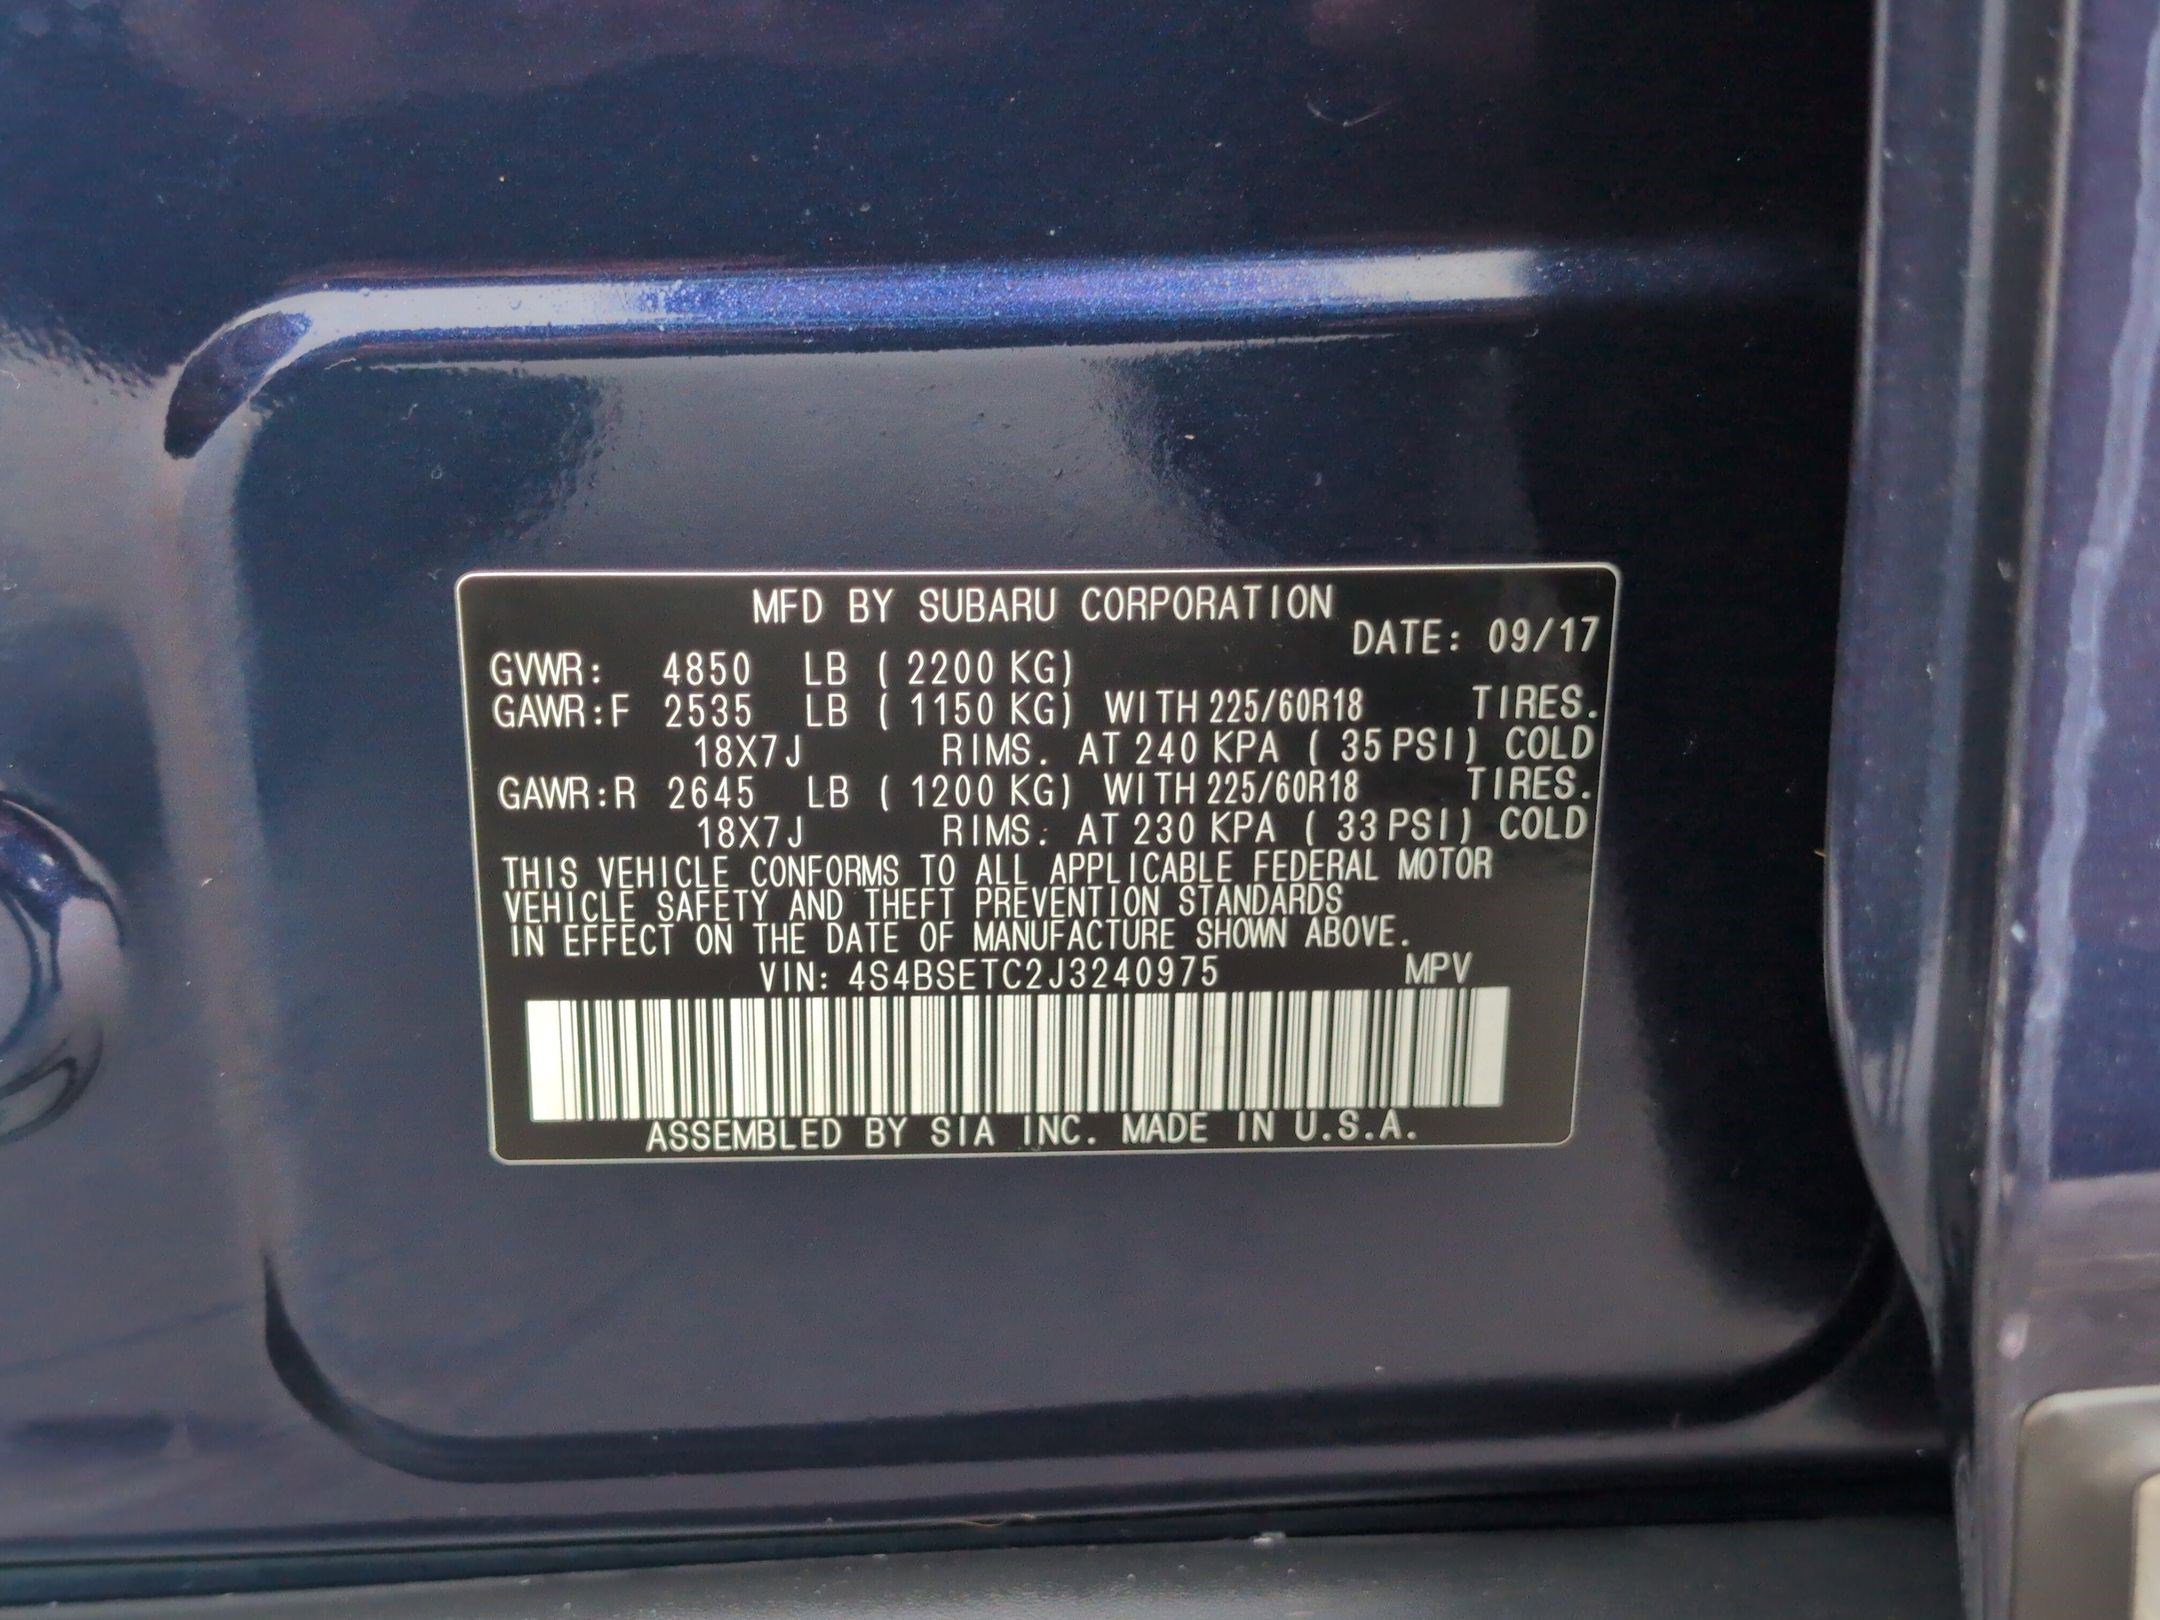 MFD BY SUBARU CORPORATION
DATE: 09/17
GVWR: 4850 LB ( 2200 KG)
GAWR:F 2535 LB ( 1150 KG) WITH 225/60R18 TIRES.
18X7J RIMS. AT 240 KPA ( 35 PSI) COLD
GAWR:R 2645 LB ( 1200 KG) WITH 225/60R18 TIRES.
18X7J RIMS. AT 230 KPA ( 33 PSI) COLD
THIS VEHICLE CONFORMS TO ALL APPLICABLE FEDERAL MOTOR
VEHICLE SAFETY AND THEFT PREVENTION STANDARDS
IN EFFECT ON THE DATE OF MANUFACTURE SHOWN ABOVE.
VIN: 4S4BSETC2J3240975 MPV
ASSEMBLED BY SIA INC. MADE IN U.S.A.